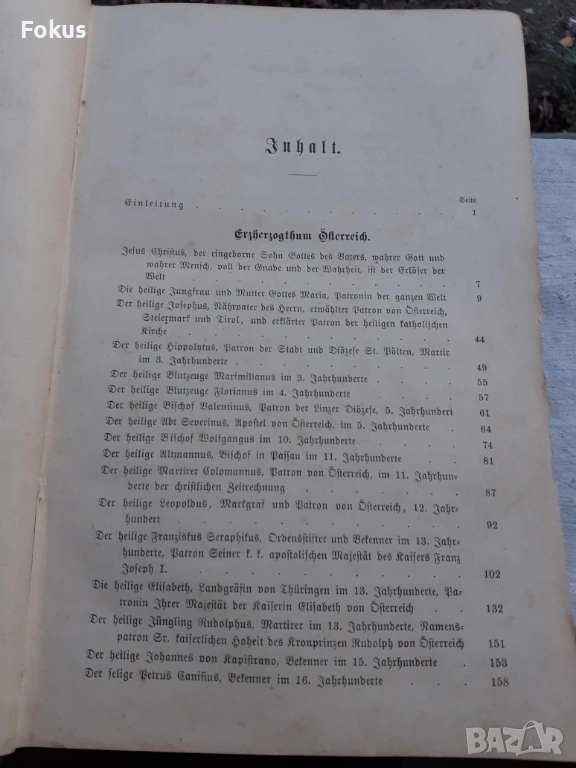 Fokus
Inhalt.
Seite
Einleitung . . . . . . . . . . 1
Erzherzogthum Österreich.
Jesus Christus, der eingeborne Sohn Gottes des Vaters, wahrer Gott und
wahrer Mensch, voll der Gnade und der Wahrheit, ist der Erlöser der
Welt . . . . . . . . . . 7
Die heilige Jungfrau und Mutter Gottes Maria, Patronin der ganzen Welt 9
Der heilige Josephus, Nährvater des Herrn, erwählter Patron von Österreich,
Steiermark und Tirol, und erklärter Patron der heiligen katholischen
Kirche . . . . . . . . . . 44
Der heilige Hippolytus, Patron der Stadt und Diözese St. Pölten, Martir
im 3. Jahrhunderte . . . . . . . . 49
Der heilige Blutzeuge Maximilianus im 3. Jahrhunderte . . . 55
Der heilige Blutzeuge Florianus im 4. Jahrhunderte . . . 57
Der heilige Bischof Valentinus, Patron der Linzer Diözese, 5. Jahrhundert 61
Der heilige Abt Severinus, Apostel von Österreich, im 5. Jahrhunderte . 64
Der heilige Bischof Wolfgangus im 10. Jahrhunderte . . . . 74
Der heilige Altmannus, Bischof in Passau im 11. Jahrhunderte . . 81
Der heilige Martirer Colomannus, Patron von Österreich, im 11. Jahrhun-
derte der christlichen Zeitrechnung . . . . . . 87
Der heilige Leopoldus, Markgraf und Patron von Österreich, 12. Jahr-
hundert . . . . . . . . . . 92
Der heilige Franziskus Seraphikus, Ordensstifter und Bekenner im 13. Jahr-
hunderte, Patron Seiner k. k. apostolischen Majestät des Kaisers Franz
Joseph I. . . . . . . . . . . 102
Die heilige Elisabeth, Landgräfin von Thüringen im 13. Jahrhunderte, Pa-
tronin Ihrer Majestät der Kaiserin Elisabeth von Österreich . . 132
Der heilige Jüngling Rudolphus, Martirer im 13. Jahrhunderte, Namens-
patron Sr. kaiserlichen Hoheit des Kronprinzen Rudolph von Österreich 151
Der heilige Johannes von Kapistrano, Bekenner im 15. Jahrhunderte . 153
Der selige Petrus Canisius, Bekenner im 16. Jahrhunderte . . . 158
BAZAR